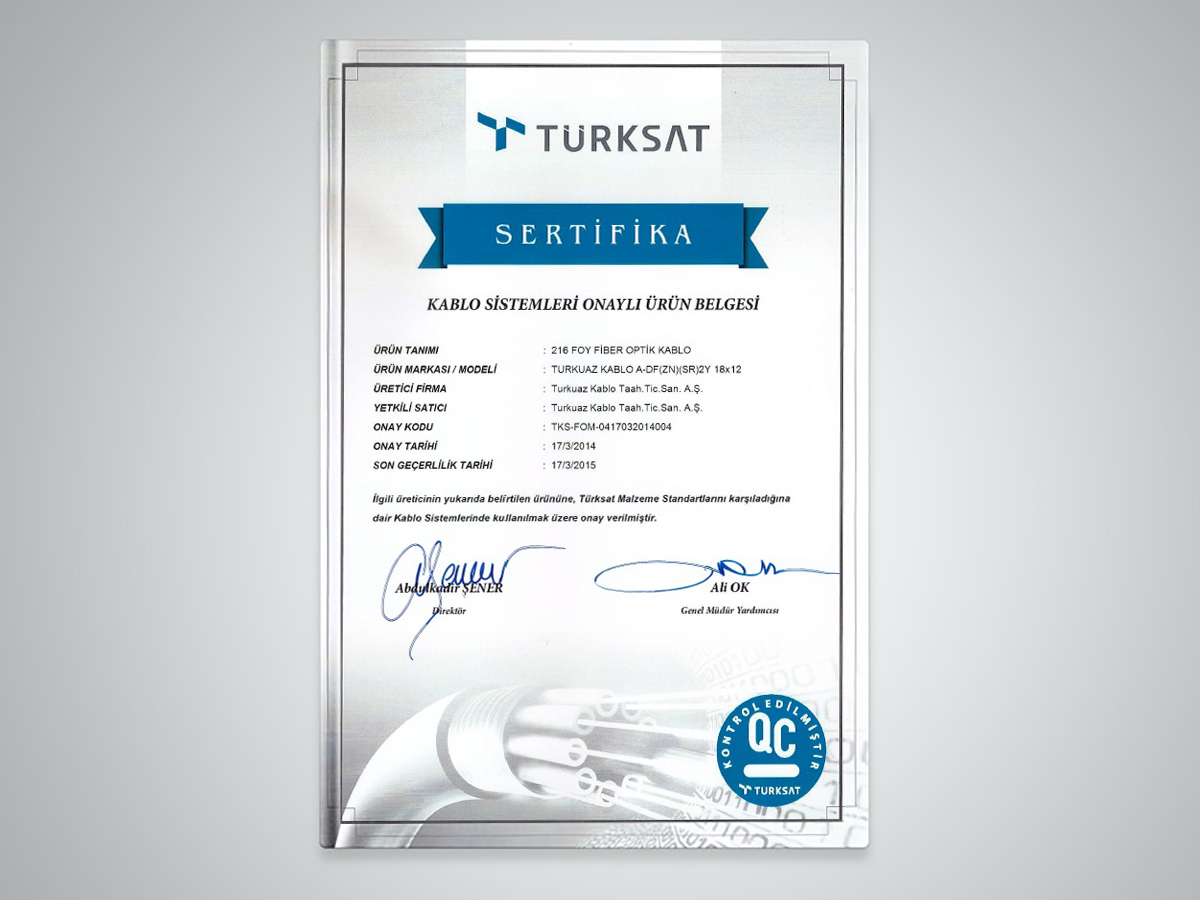 TÜRKSAT
SERTİFİKA
KABLO SİSTEMLERİ ONAYLI ÜRÜN BELGESİ
ÜRÜN TANIMI : 216 FOY FİBER OPTİK KABLO
ÜRÜN MARKASI / MODELİ : TURKUAZ KABLO A-DF(ZN)(SR)2Y 18x12
ÜRETİCİ FİRMA : Turkuaz Kablo Taah.Tic.San. A.Ş.
YETKİLİ SATICI : Turkuaz Kablo Taah.Tic.San. A.Ş.
ONAY KODU : TKS-FOM-0417032014004
ONAY TARİHİ : 17/3/2014
SON GEÇERLİLİK TARİHİ : 17/3/2015
İlgili üreticinin yukarıda belirtilen ürününe, Türksat Malzeme Standartlarını karşıladığına
dair Kablo Sistemlerinde kullanılmak üzere onay verilmiştir.
Abdulkadir ŞENER
Direktör
Ali OK
Genel Müdür Yardımcısı
KONTROL EDİLMİŞTİR
QC
TURKSAT